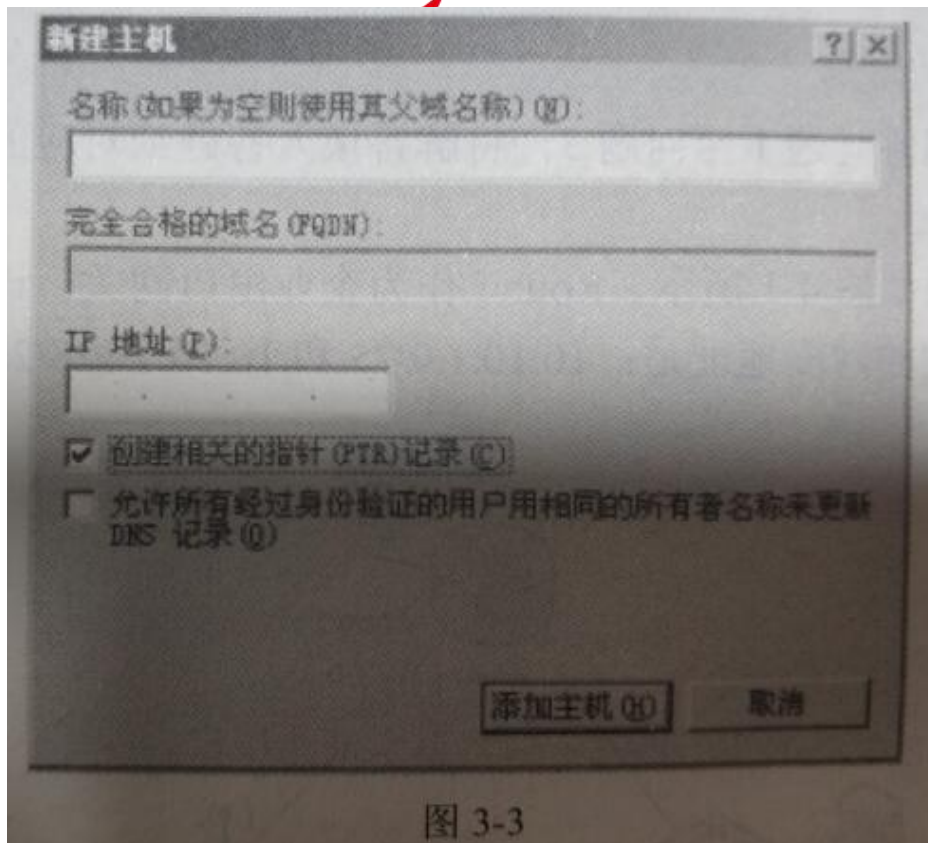 新建主机
名称(如果为空则使用其父域名称)(N):
完全合格的域名(FQDN):
IP 地址(P):
创建相关的指针(PTR)记录(C)
允许所有经过身份验证的用户用相同的所有者名称来更新
DNS 记录(O)
添加主机(H)
取消
图 3-3